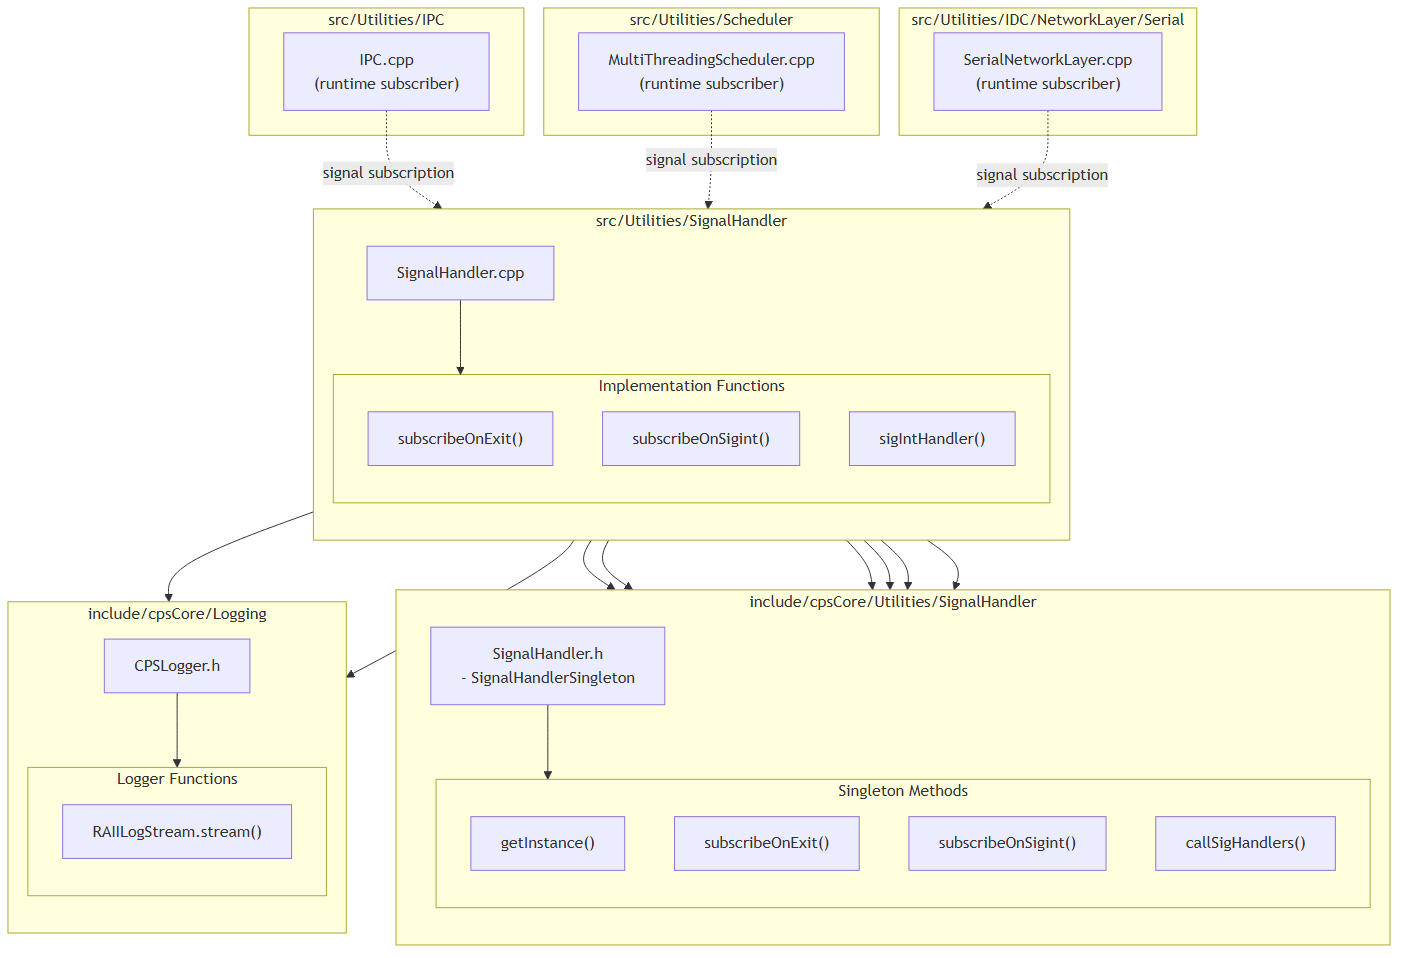 src/Utilities/IPC
IPC.cpp
(runtime subscriber)
src/Utilities/Scheduler
MultiThreadingScheduler.cpp
(runtime subscriber)
src/Utilities/IDC/NetworkLayer/Serial
SerialNetworkLayer.cpp
(runtime subscriber)
signal subscription
signal subscription
signal subscription
src/Utilities/SignalHandler
SignalHandler.cpp
Implementation Functions
subscribeOnExit()
subscribeOnSigint()
sigIntHandler()
include/cpsCore/Logging
CPSLogger.h
Logger Functions
RAIILogStream.stream()
include/cpsCore/Utilities/SignalHandler
SignalHandler.h
- SignalHandlerSingleton
Singleton Methods
getInstance()
subscribeOnExit()
subscribeOnSigint()
callSigHandlers()